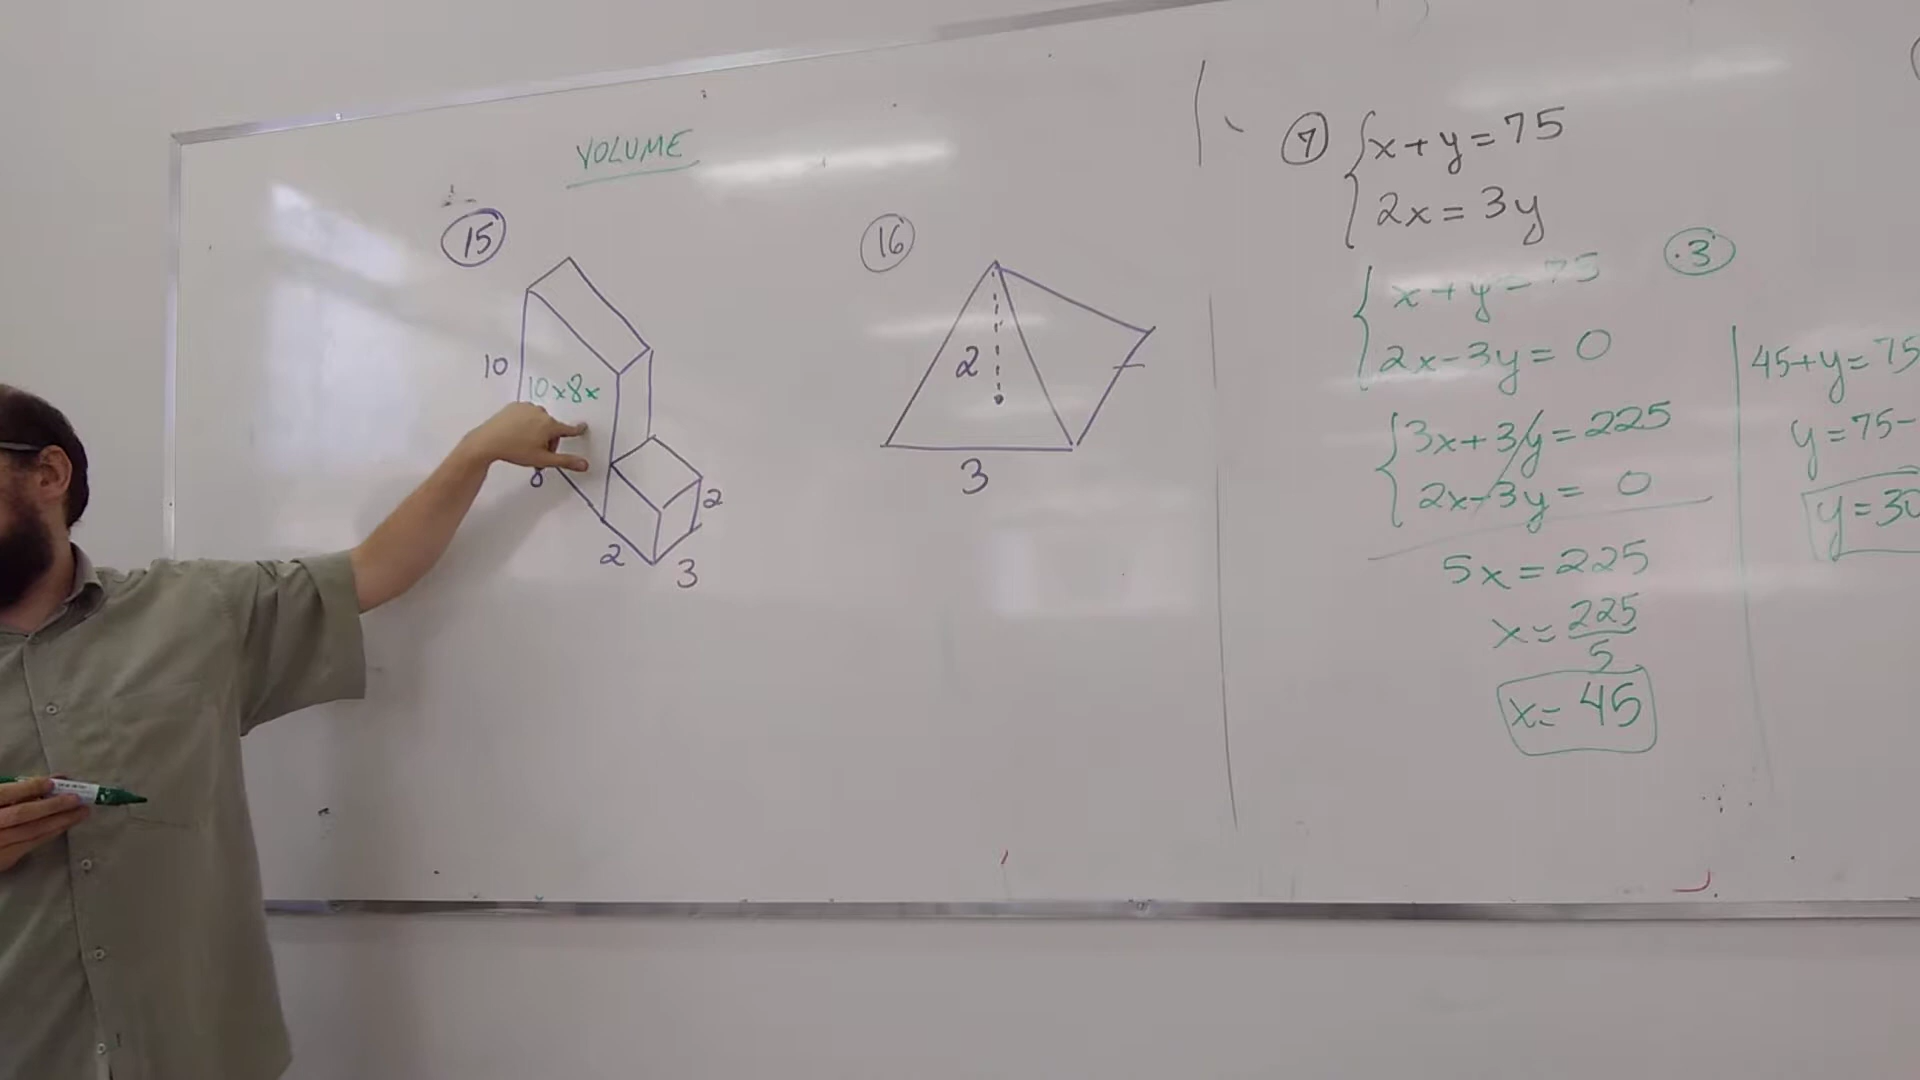 VOLUME
15
10
10x8x
8
2
2
3
16
2
3
7
x+y=75
2x=3y
x+y=75
2x-3y=0
·3
3x+3y=225
2x-3y=0
5x=225
x=225/5
x=45
45+y=75
y=75-
y=30